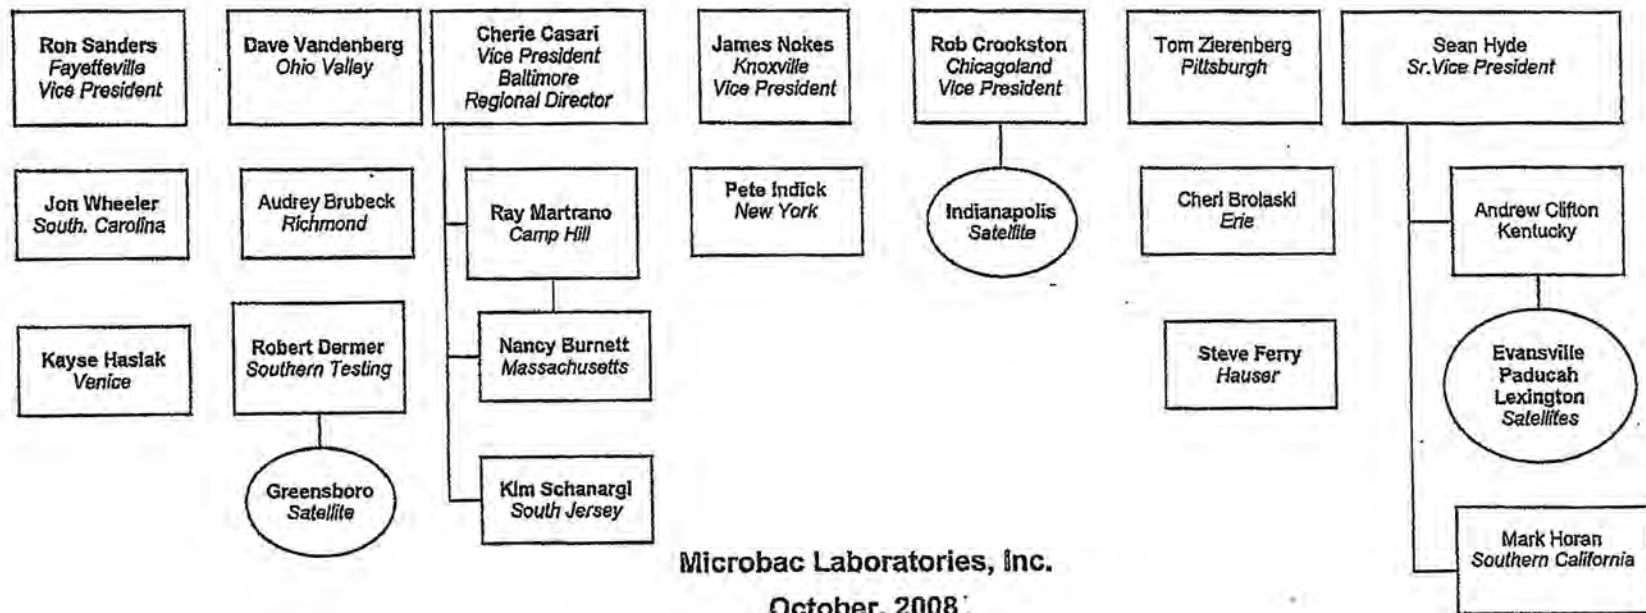 Ron Sanders
Fayetteville
Vice President
Dave Vandenberg
Ohio Valley
Cherie Casari
Vice President
Baltimore
Regional Director
James Nokes
Knoxville
Vice President
Rob Crookston
Chicagoland
Vice President
Tom Zierenberg
Pittsburgh
Sean Hyde
Sr.Vice President
Jon Wheeler
South. Carolina
Audrey Brubeck
Richmond
Ray Martrano
Camp Hill
Pete Indick
New York
Indianapolis
Satellite
Cheri Brolaski
Erie
Andrew Clifton
Kentucky
Kayse Haslak
Venice
Robert Dermer
Southern Testing
Nancy Burnett
Massachusetts
Steve Ferry
Hauser
Evansville
Paducah
Lexington
Satellites
Greensboro
Satellite
Kim Schanargl
South Jersey
Mark Horan
Southern California
Microbac Laboratories, Inc.
October, 2008